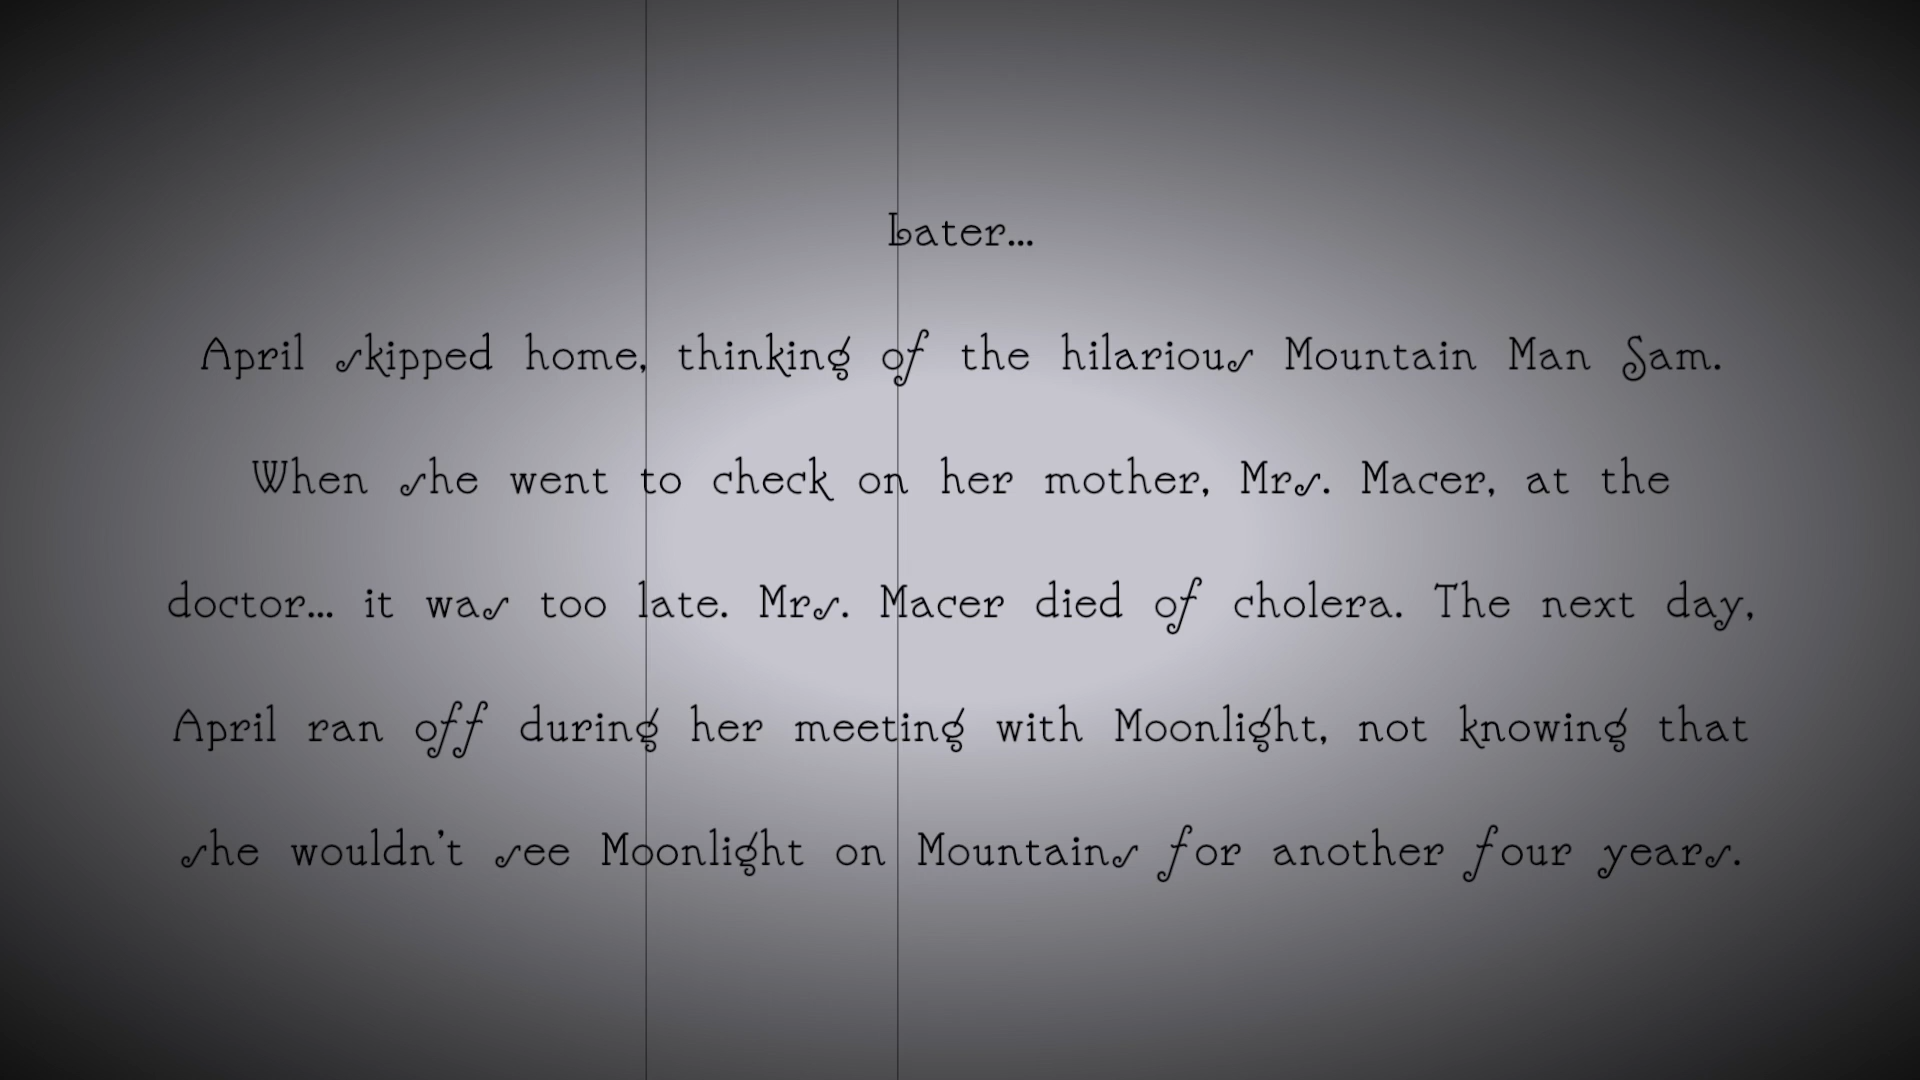 Later...
April skipped home, thinking of the hilarious Mountain Man Sam.
When she went to check on her mother, Mrs. Macer, at the
doctor... it was too late. Mrs. Macer died of cholera. The next day,
April ran off during her meeting with Moonlight, not knowing that
she wouldn't see Moonlight on Mountains for another four years.